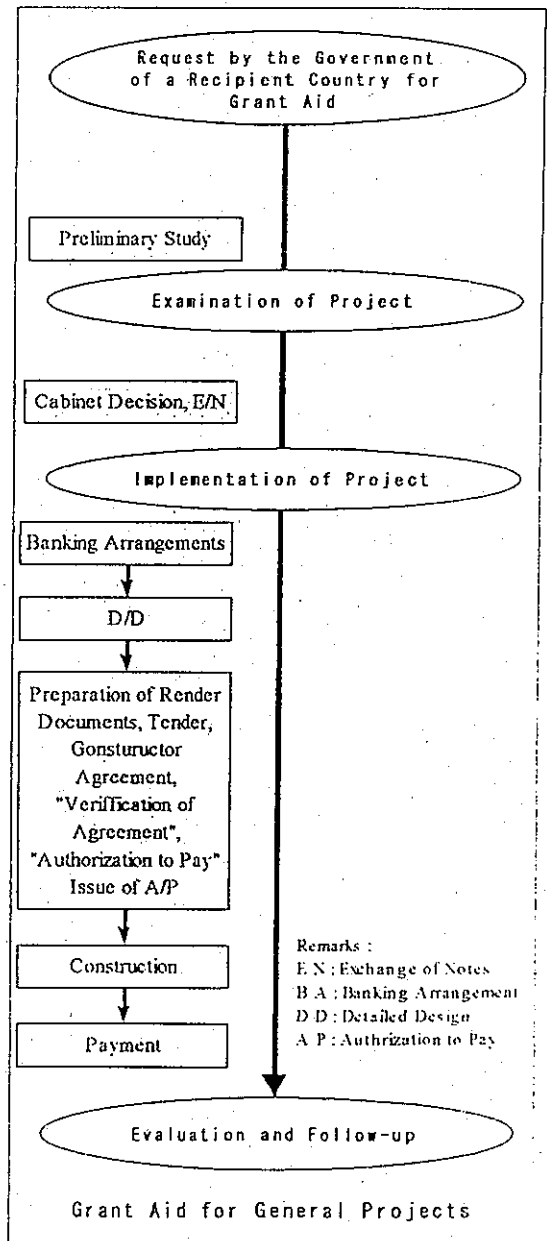 Request by the Government
of a Recipient Country for
Grant Aid
Preliminary Study
Examination of Project
Cabinet Decision, E/N
Implementation of Project
Banking Arrangements
D/D
Preparation of Render
Documents, Tender,
Gonstuructor
Agreement,
"Veriffication of
Agreement",
"Authorization to Pay"
Issue of A/P
Construction
Payment
Remarks :
E N : Exchange of Notes
B A : Banking Arrangement
D D : Detailed Design
A P : Authrization to Pay
Evaluation and Follow-up
Grant Aid for General Projects